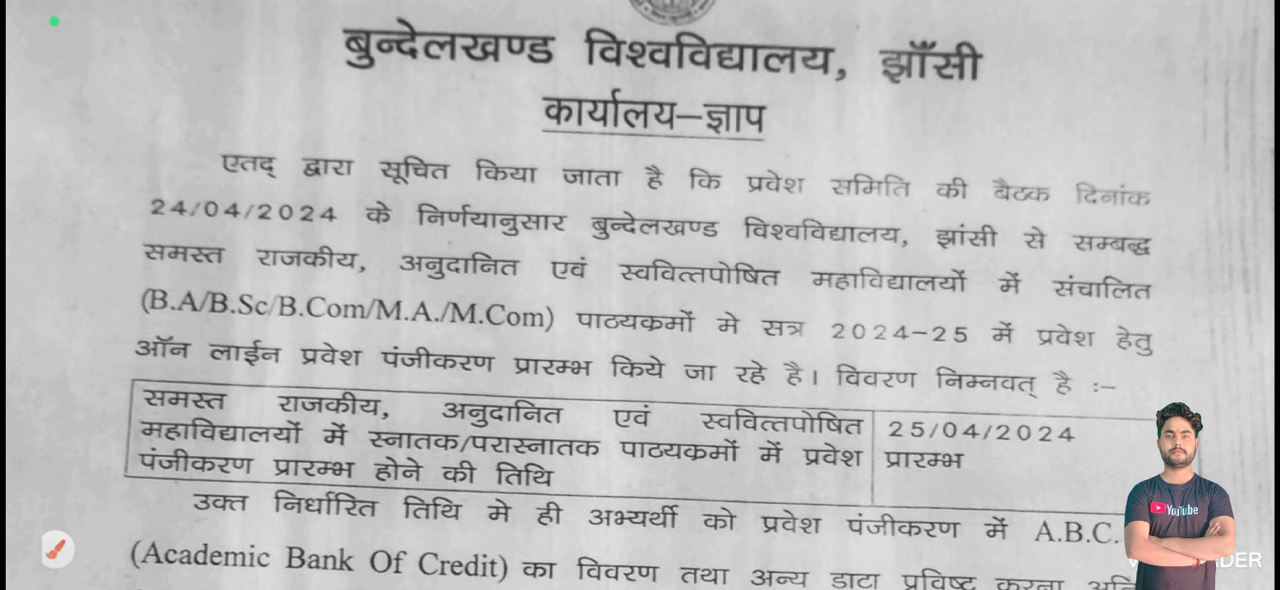 बुन्देलखण्ड विश्वविद्यालय, झाँसी
कार्यालय–ज्ञाप
एतद् द्वारा सूचित किया जाता है कि प्रवेश समिति की बैठक दिनांक
24/04/2024 के निर्णयानुसार बुन्देलखण्ड विश्वविद्यालय, झांसी से सम्बद्ध
समस्त राजकीय, अनुदानित एवं स्ववित्तपोषित महाविद्यालयों में संचालित
(B.A/B.Sc/B.Com/M.A./M.Com) पाठयकमों मे सत्र 2024-25 में प्रवेश हेतु
ऑन लाईन प्रवेश पंजीकरण प्रारम्भ किये जा रहे है। विवरण निम्नवत् है :–
समस्त राजकीय, अनुदानित एवं स्ववित्तपोषित
महाविद्यालयों में स्नातक/परास्नातक पाठयकमों में प्रवेश
पंजीकरण प्रारम्भ होने की तिथि
25/04/2024
प्रारम्भ
उक्त निर्धारित तिथि मे ही अभ्यर्थी को प्रवेश पंजीकरण में A.B.C.
(Academic Bank Of Credit) का विवरण तथा अन्य डाटा प्रविष्ट करना
YouTube